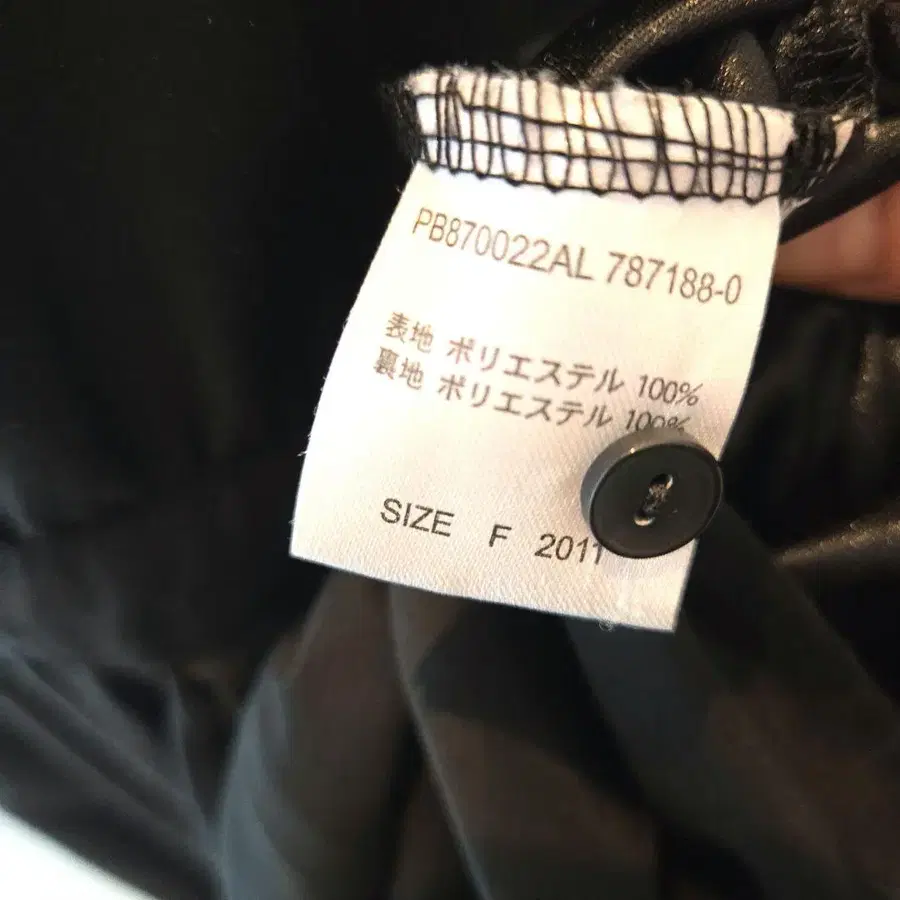 PB870022AL 787188-0
表地 ポリエステル 100%
裏地 ポリエステル 100%
SIZE F 2011